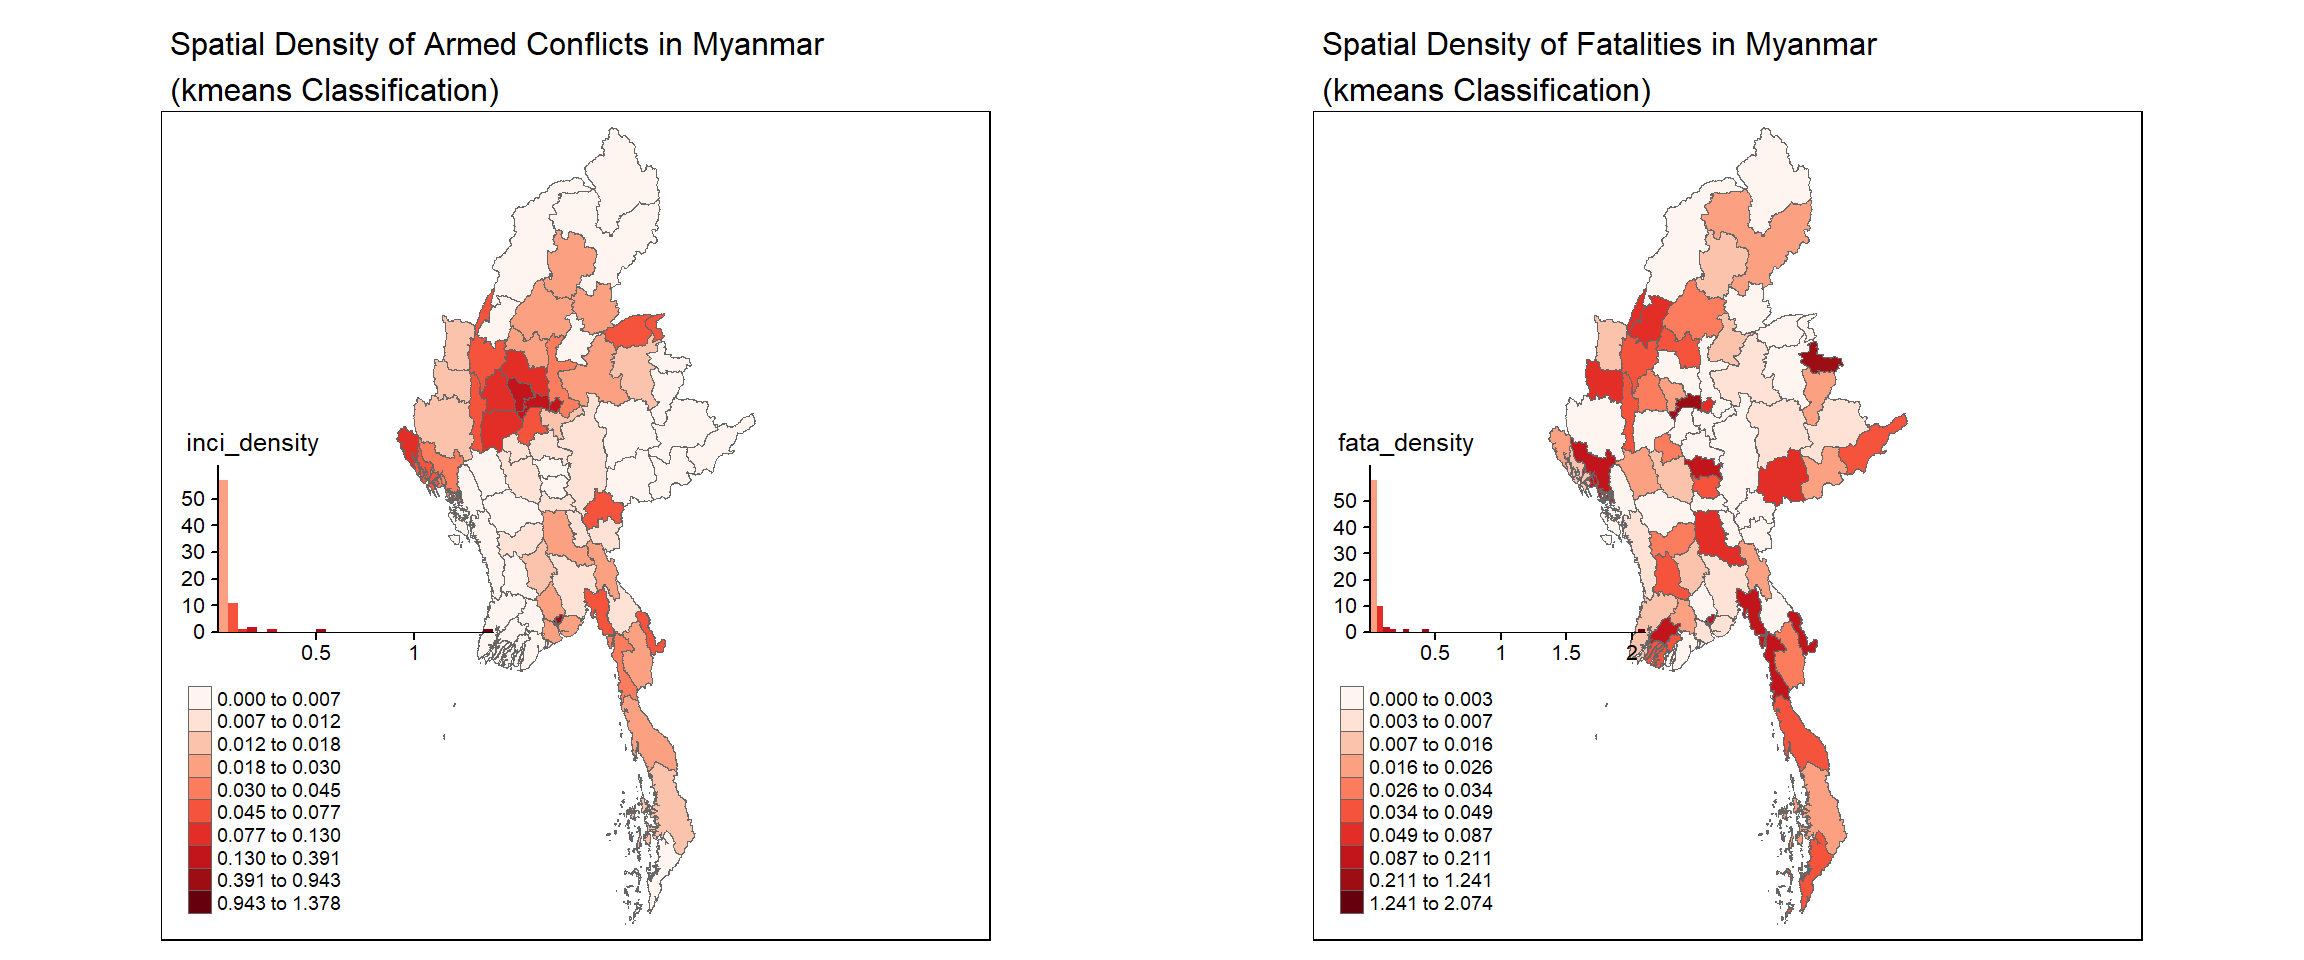 Spatial Density of Armed Conflicts in Myanmar
(kmeans Classification)
inci_density
50
40
30
20
10
0
0.5
1
0.000 to 0.007
0.007 to 0.012
0.012 to 0.018
0.018 to 0.030
0.030 to 0.045
0.045 to 0.077
0.077 to 0.130
0.130 to 0.391
0.391 to 0.943
0.943 to 1.378
Spatial Density of Fatalities in Myanmar
(kmeans Classification)
fata_density
50
40
30
20
10
0
0.5
1
1.5
2
0.000 to 0.003
0.003 to 0.007
0.007 to 0.016
0.016 to 0.026
0.026 to 0.034
0.034 to 0.049
0.049 to 0.087
0.087 to 0.211
0.211 to 1.241
1.241 to 2.074